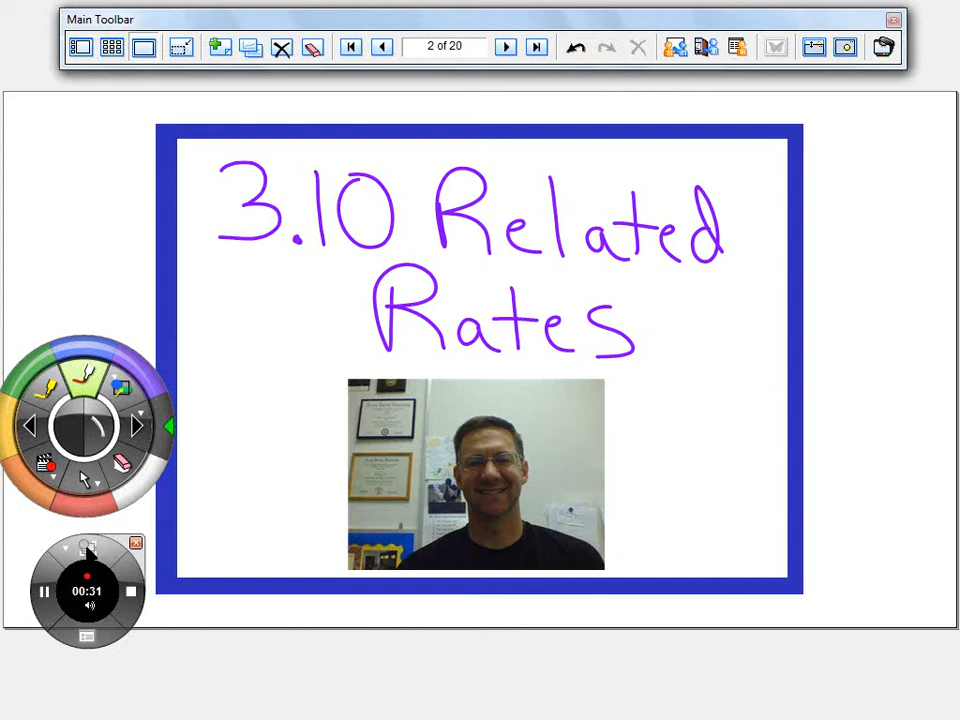 Main Toolbar
2 of 20
3.10 Related
Rates
00:31